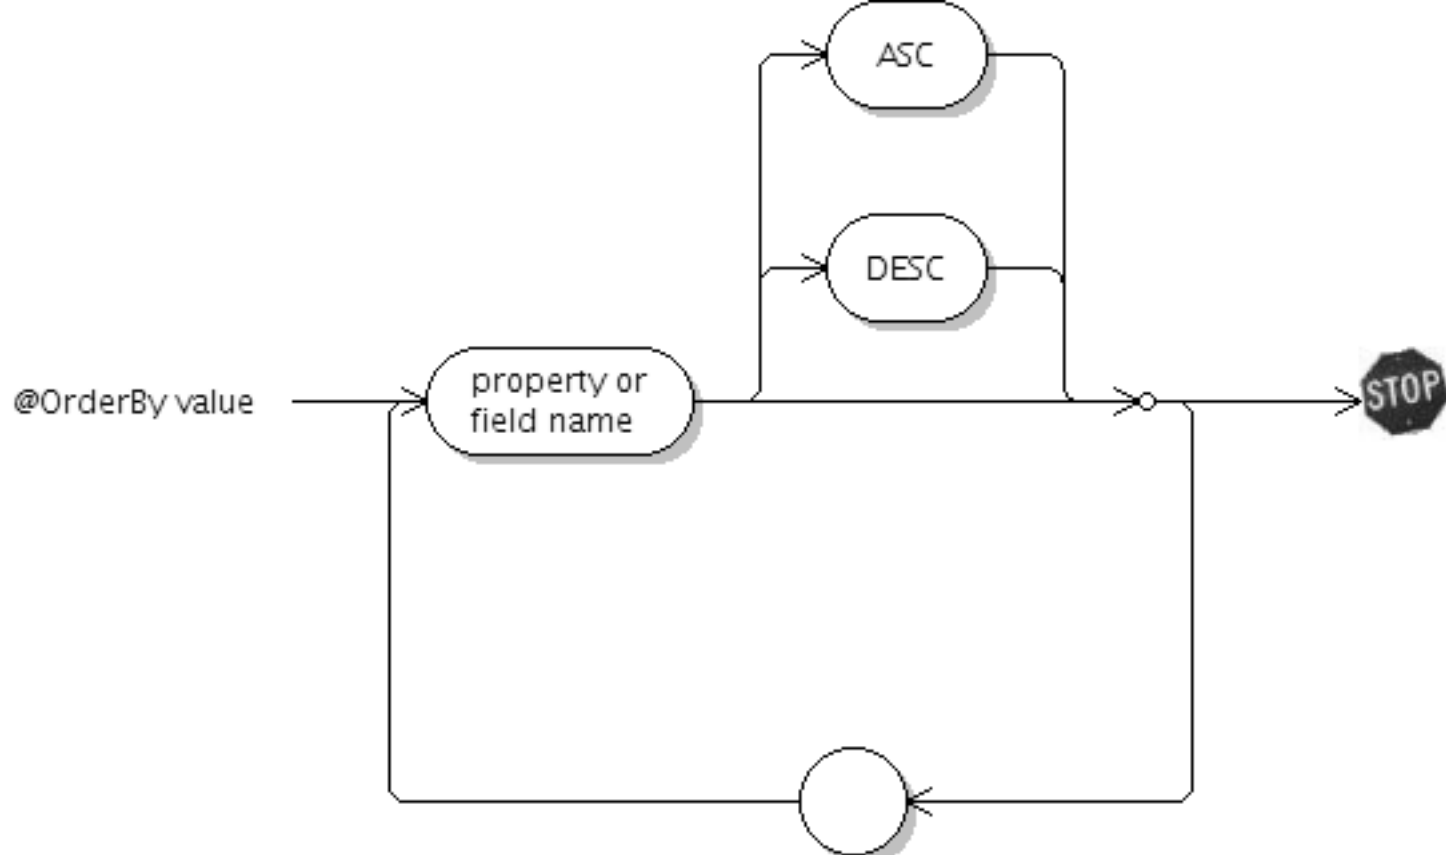 ASC
DESC
@OrderBy value
property or
field name
STOP